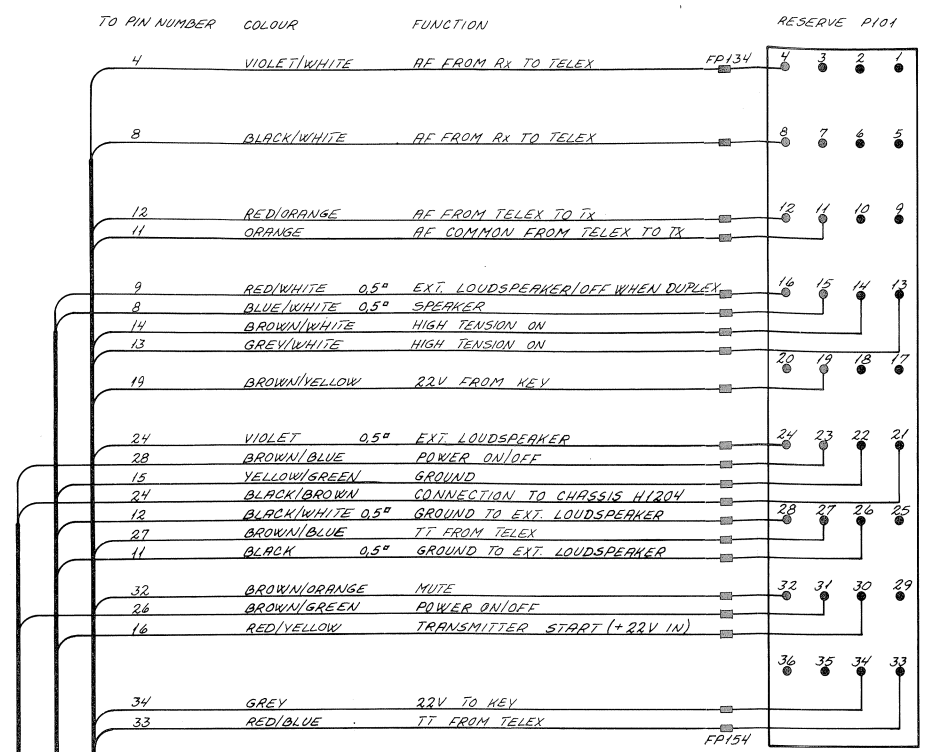 TO PIN NUMBER COLOUR FUNCTION RESERVE P101
4 VIOLET/WHITE AF FROM Rx TO TELEX FP134 4 3 2 1
8 BLACK/WHITE AF FROM Rx TO TELEX 8 7 6 5
12 RED/ORANGE AF FROM TELEX TO Tx 12 11 10 9
11 ORANGE AF COMMON FROM TELEX TO TX
9 RED/WHITE 0,5¤ EXT. LOUDSPEAKER/OFF WHEN DUPLEX 16 15 14 13
8 BLUE/WHITE 0,5¤ SPEAKER
14 BROWN/WHITE HIGH TENSION ON
13 GREY/WHITE HIGH TENSION ON
20 19 18 17
19 BROWN/YELLOW 22V FROM KEY
24 VIOLET 0,5¤ EXT. LOUDSPEAKER 24 23 22 21
28 BROWN/BLUE POWER ON/OFF
15 YELLOW/GREEN GROUND
24 BLACK/BROWN CONNECTION TO CHASSIS H1204
12 BLACK/WHITE 0,5¤ GROUND TO EXT. LOUDSPEAKER 28 27 26 25
27 BROWN/BLUE TT FROM TELEX
11 BLACK 0,5¤ GROUND TO EXT. LOUDSPEAKER
32 BROWN/ORANGE MUTE 32 31 30 29
26 BROWN/GREEN POWER ON/OFF
16 RED/YELLOW TRANSMITTER START (+22V IN)
36 35 34 33
34 GREY 22V TO KEY
33 RED/BLUE TT FROM TELEX
FP154